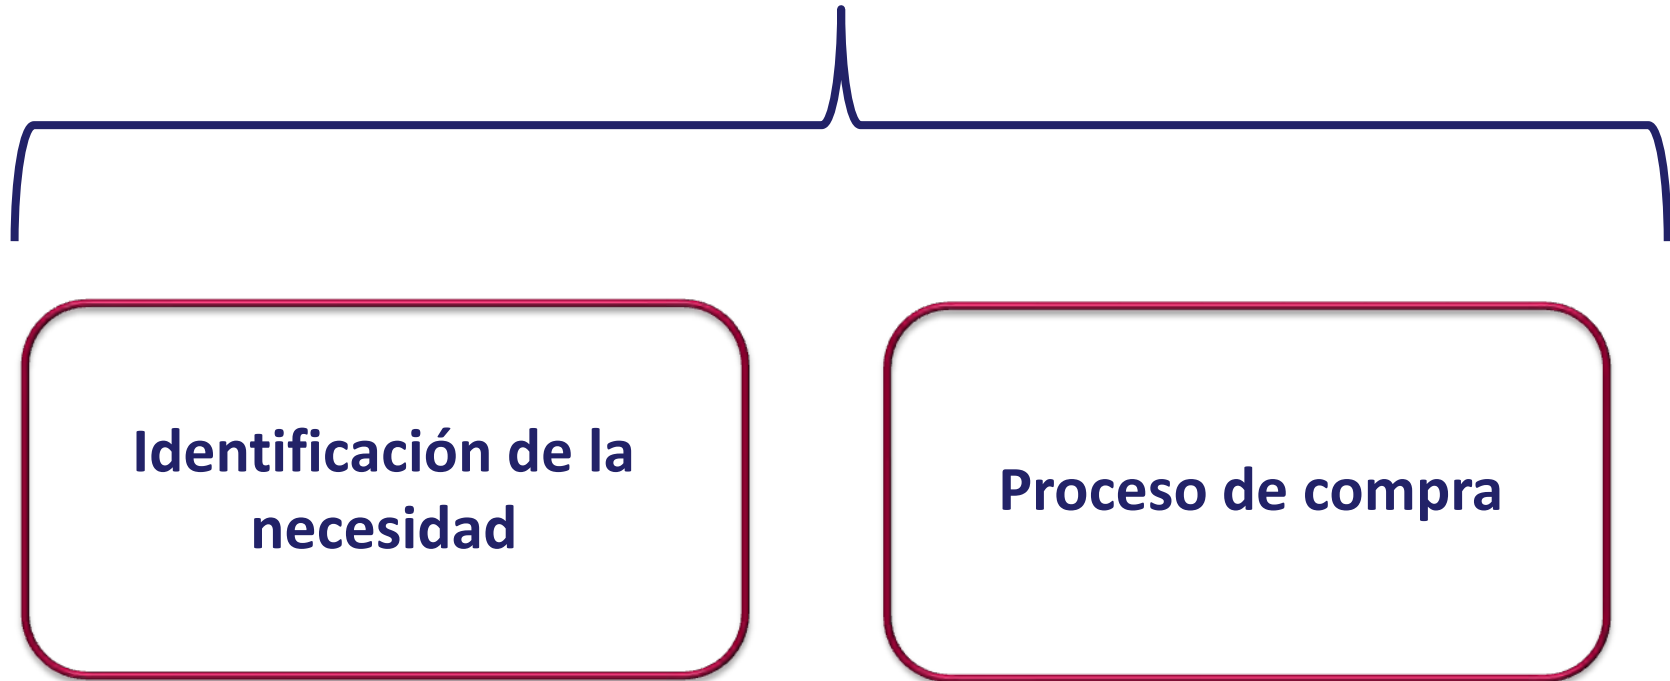 Identificación de la
necesidad
Proceso de compra